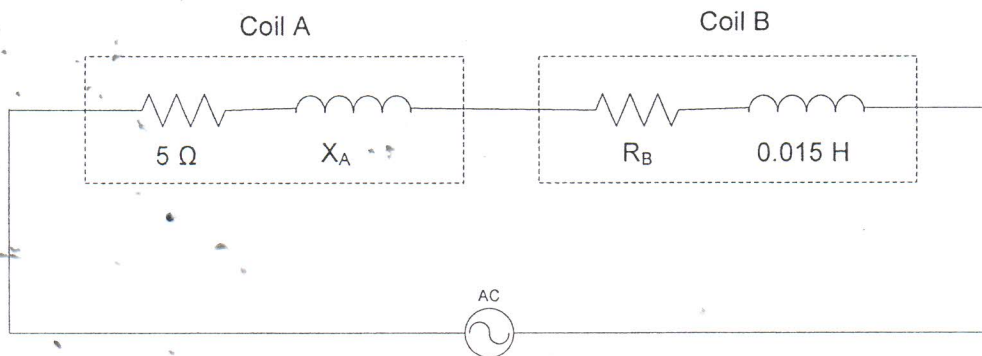 Coil A
Coil B
5 Ω
X_A
R_B
0.015 H
AC